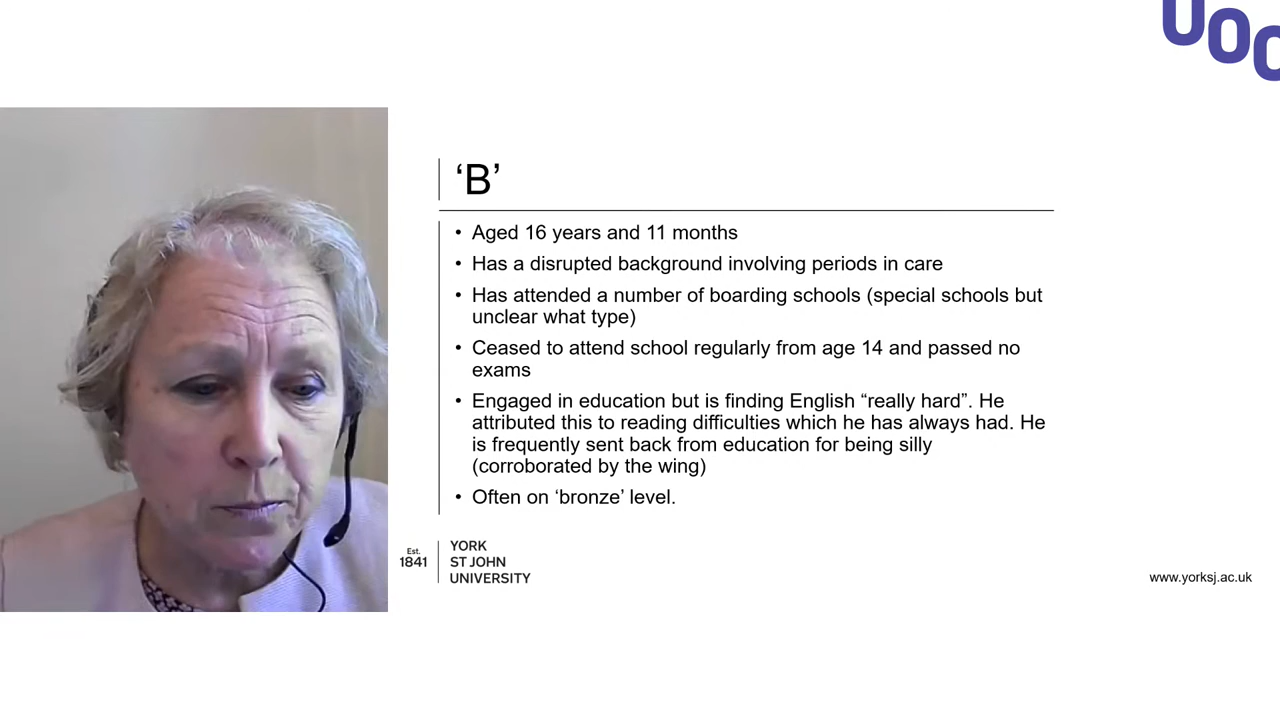 UOC
‘B’
• Aged 16 years and 11 months
• Has a disrupted background involving periods in care
• Has attended a number of boarding schools (special schools but
unclear what type)
• Ceased to attend school regularly from age 14 and passed no
exams
• Engaged in education but is finding English “really hard”. He
attributed this to reading difficulties which he has always had. He
is frequently sent back from education for being silly
(corroborated by the wing)
• Often on ‘bronze’ level.
Est.
1841
YORK
ST JOHN
UNIVERSITY
www.yorksj.ac.uk